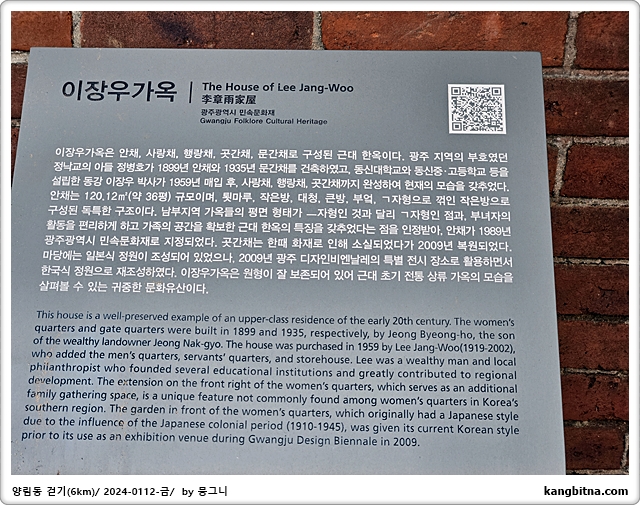 이장우가옥 | The House of Lee Jang-Woo
李章雨家屋
광주광역시 민속문화재
Gwangju Folklore Cultural Heritage
이장우가옥은 안채, 사랑채, 행랑채, 곳간채, 문간채로 구성된 근대 한옥이다. 광주 지역의 부호였던
정낙교의 아들 정병호가 1899년 안채와 1935년 문간채를 건축하였고, 동신대학교와 동신중·고등학교 등을
설립한 동강 이장우 박사가 1959년 매입 후, 사랑채, 행랑채, 곳간채까지 완성하여 현재의 모습을 갖추었다.
안채는 120.12㎡(약 36평) 규모이며, 툇마루, 작은방, 대청, 큰방, 부엌, ㄱ자형으로 꺾인 작은방으로
구성된 독특한 구조이다. 남부지역 가옥들의 평면 형태가 ㅡ자형인 것과 달리 ㄱ자형인 점과, 부녀자의
활동을 편리하게 하고 가족의 공간을 확보한 근대 한옥의 특징을 갖추었다는 점을 인정받아, 안채가 1989년
광주광역시 민속문화재로 지정되었다. 곳간채는 한때 화재로 인해 소실되었다가 2009년 복원되었다.
마당에는 일본식 정원이 조성되어 있었으나, 2009년 광주 디자인비엔날레의 특별 전시 장소로 활용하면서
한국식 정원으로 재조성하였다. 이장우가옥은 원형이 잘 보존되어 있어 근대 초기 전통 상류 가옥의 모습을
살펴볼 수 있는 귀중한 문화유산이다.
This house is a well-preserved example of an upper-class residence of the early 20th century. The women's
quarters and gate quarters were built in 1899 and 1935, respectively, by Jeong Byeong-ho, the son
of the wealthy landowner Jeong Nak-gyo. The house was purchased in 1959 by Lee Jang-Woo(1919-2002),
who added the men's quarters, servants' quarters, and storehouse. Lee was a wealthy man and local
philanthropist who founded several educational institutions and greatly contributed to regional
development. The extension on the front right of the women's quarters, which serves as an additional
family gathering space, is a unique feature not commonly found among women's quarters in Korea's
southern region. The garden in front of the women's quarters, which originally had a Japanese style
due to the influence of the Japanese colonial period (1910-1945), was given its current Korean style
prior to its use as an exhibition venue during Gwangju Design Biennale in 2009.
양림동 걷기(6km)/ 2024-0112-금/ by 뭉그니
kangbitna.com